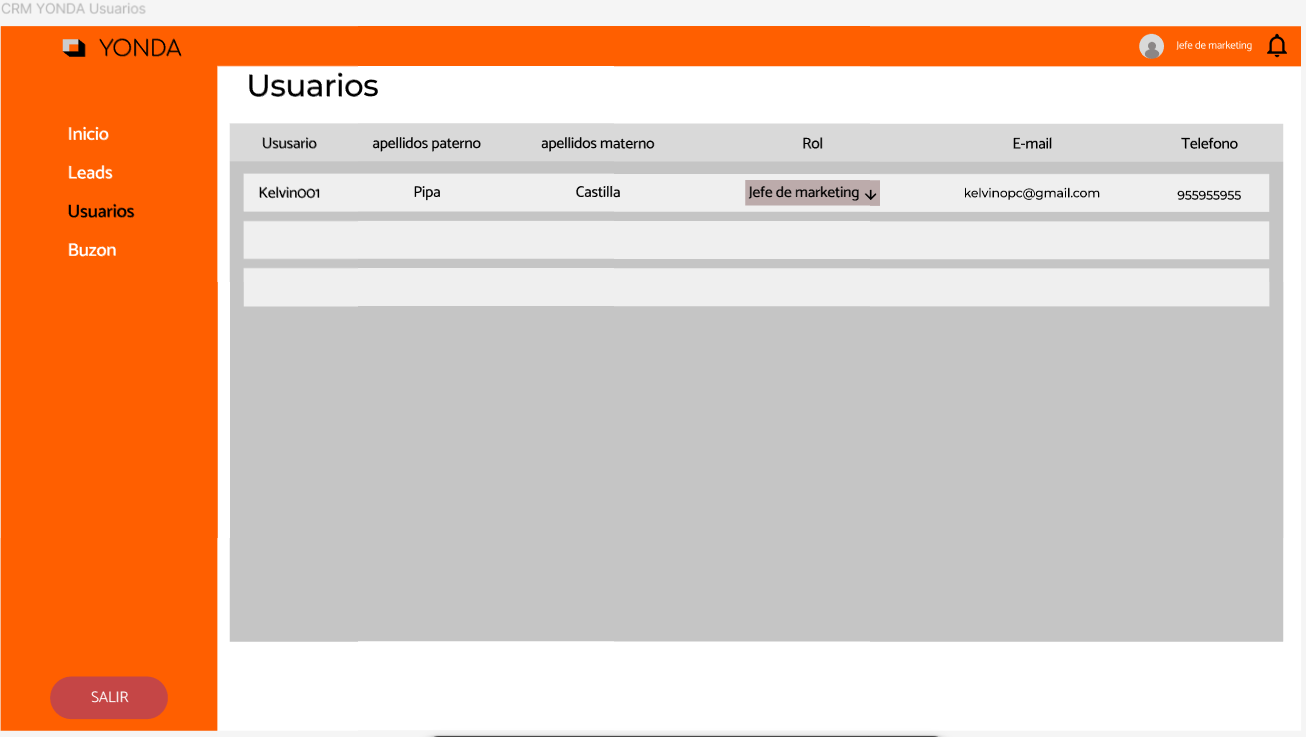 CRM YONDA Usuarios
YONDA
Jefe de marketing
Usuarios
Inicio
Leads
Usuarios
Buzon
Ususario apellidos paterno apellidos materno Rol E-mail Telefono
Kelvin001 Pipa Castilla Jefe de marketing kelvinopc@gmail.com 955955955
SALIR